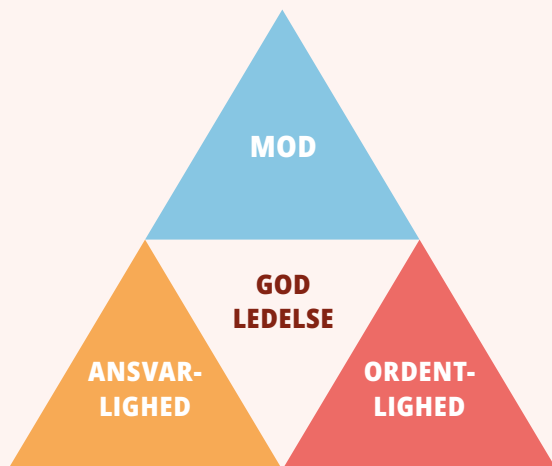 MOD
GOD
LEDELSE
ANSVAR-
LIGHED
ORDENT-
LIGHED